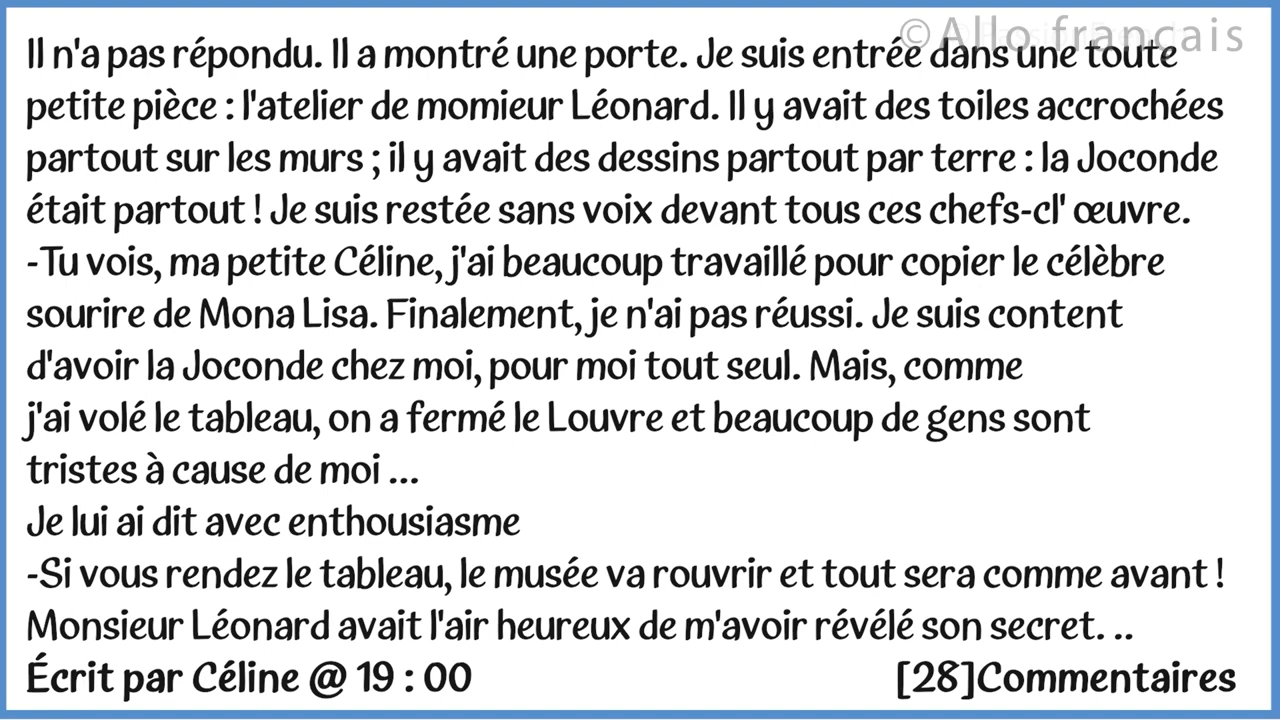 © Allo français
Il n'a pas répondu. Il a montré une porte. Je suis entrée dans une toute
petite pièce : l'atelier de momieur Léonard. Il y avait des toiles accrochées
partout sur les murs ; il y avait des dessins partout par terre : la Joconde
était partout ! Je suis restée sans voix devant tous ces chefs-cl' œuvre.
-Tu vois, ma petite Céline, j'ai beaucoup travaillé pour copier le célèbre
sourire de Mona Lisa. Finalement, je n'ai pas réussi. Je suis content
d'avoir la Joconde chez moi, pour moi tout seul. Mais, comme
j'ai volé le tableau, on a fermé le Louvre et beaucoup de gens sont
tristes à cause de moi ...
Je lui ai dit avec enthousiasme
-Si vous rendez le tableau, le musée va rouvrir et tout sera comme avant !
Monsieur Léonard avait l'air heureux de m'avoir révélé son secret. ..
Écrit par Céline @ 19 : 00 [28]Commentaires